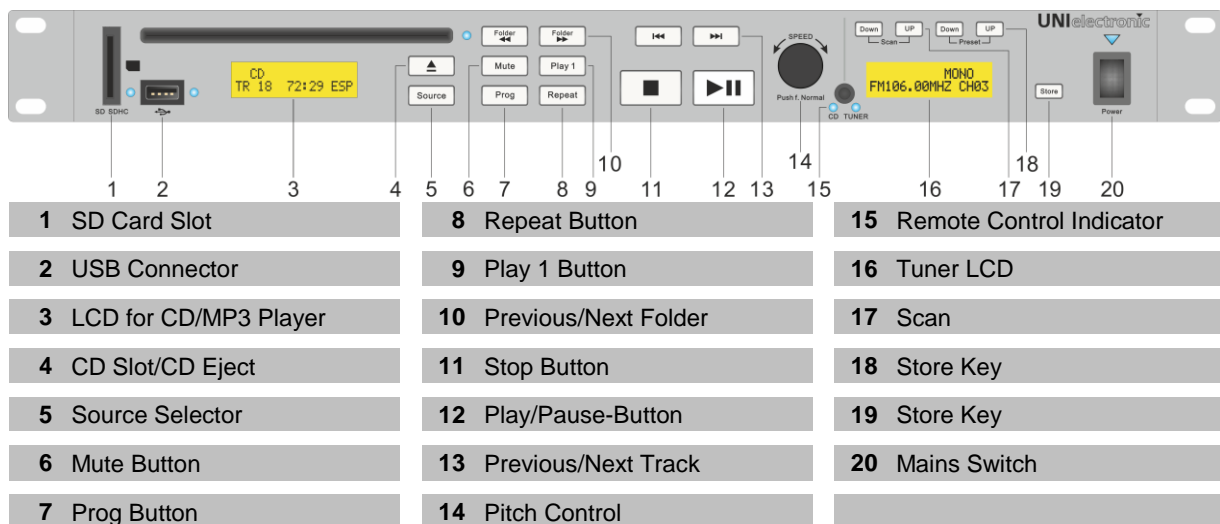 UNIelectronic
Folder Folder
SPEED
Down UP Down UP
Scan Preset
Mute Play 1
CD
TR 18 72:29 ESP
MONO
FM106.00MHZ CH03
Source Prog Repeat
Push f. Normal
Store
SD SDHC
CD TUNER
Power
10
14
18
1 2 3 4 5 6 7 8 9 11 12 13 15 16 17 19 20
1 SD Card Slot
2 USB Connector
3 LCD for CD/MP3 Player
4 CD Slot/CD Eject
5 Source Selector
6 Mute Button
7 Prog Button
8 Repeat Button
9 Play 1 Button
10 Previous/Next Folder
11 Stop Button
12 Play/Pause-Button
13 Previous/Next Track
14 Pitch Control
15 Remote Control Indicator
16 Tuner LCD
17 Scan
18 Store Key
19 Store Key
20 Mains Switch